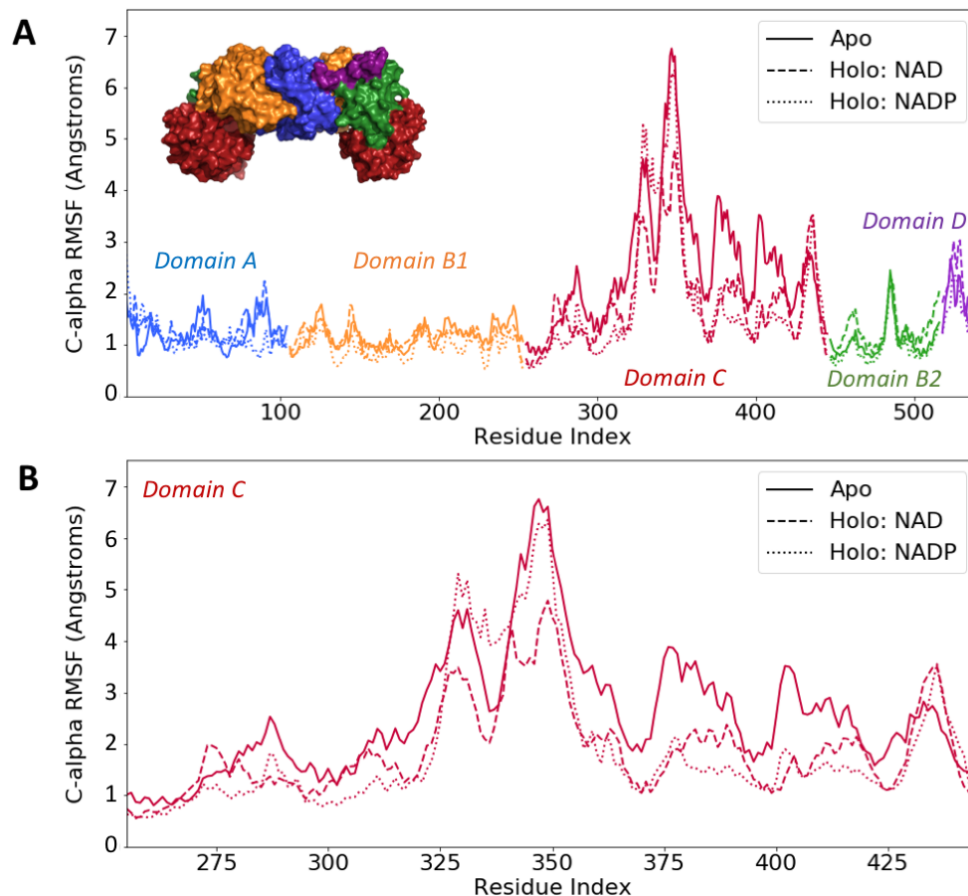 A
C-alpha RMSF (Angstroms)
7
6
5
4
3
2
1
0
Apo
Holo: NAD
Holo: NADP
Domain A
Domain B1
Domain C
Domain B2
Domain D
100
200
300
400
500
Residue Index
B
C-alpha RMSF (Angstroms)
7
6
5
4
3
2
1
0
Domain C
Apo
Holo: NAD
Holo: NADP
275
300
325
350
375
400
425
Residue Index